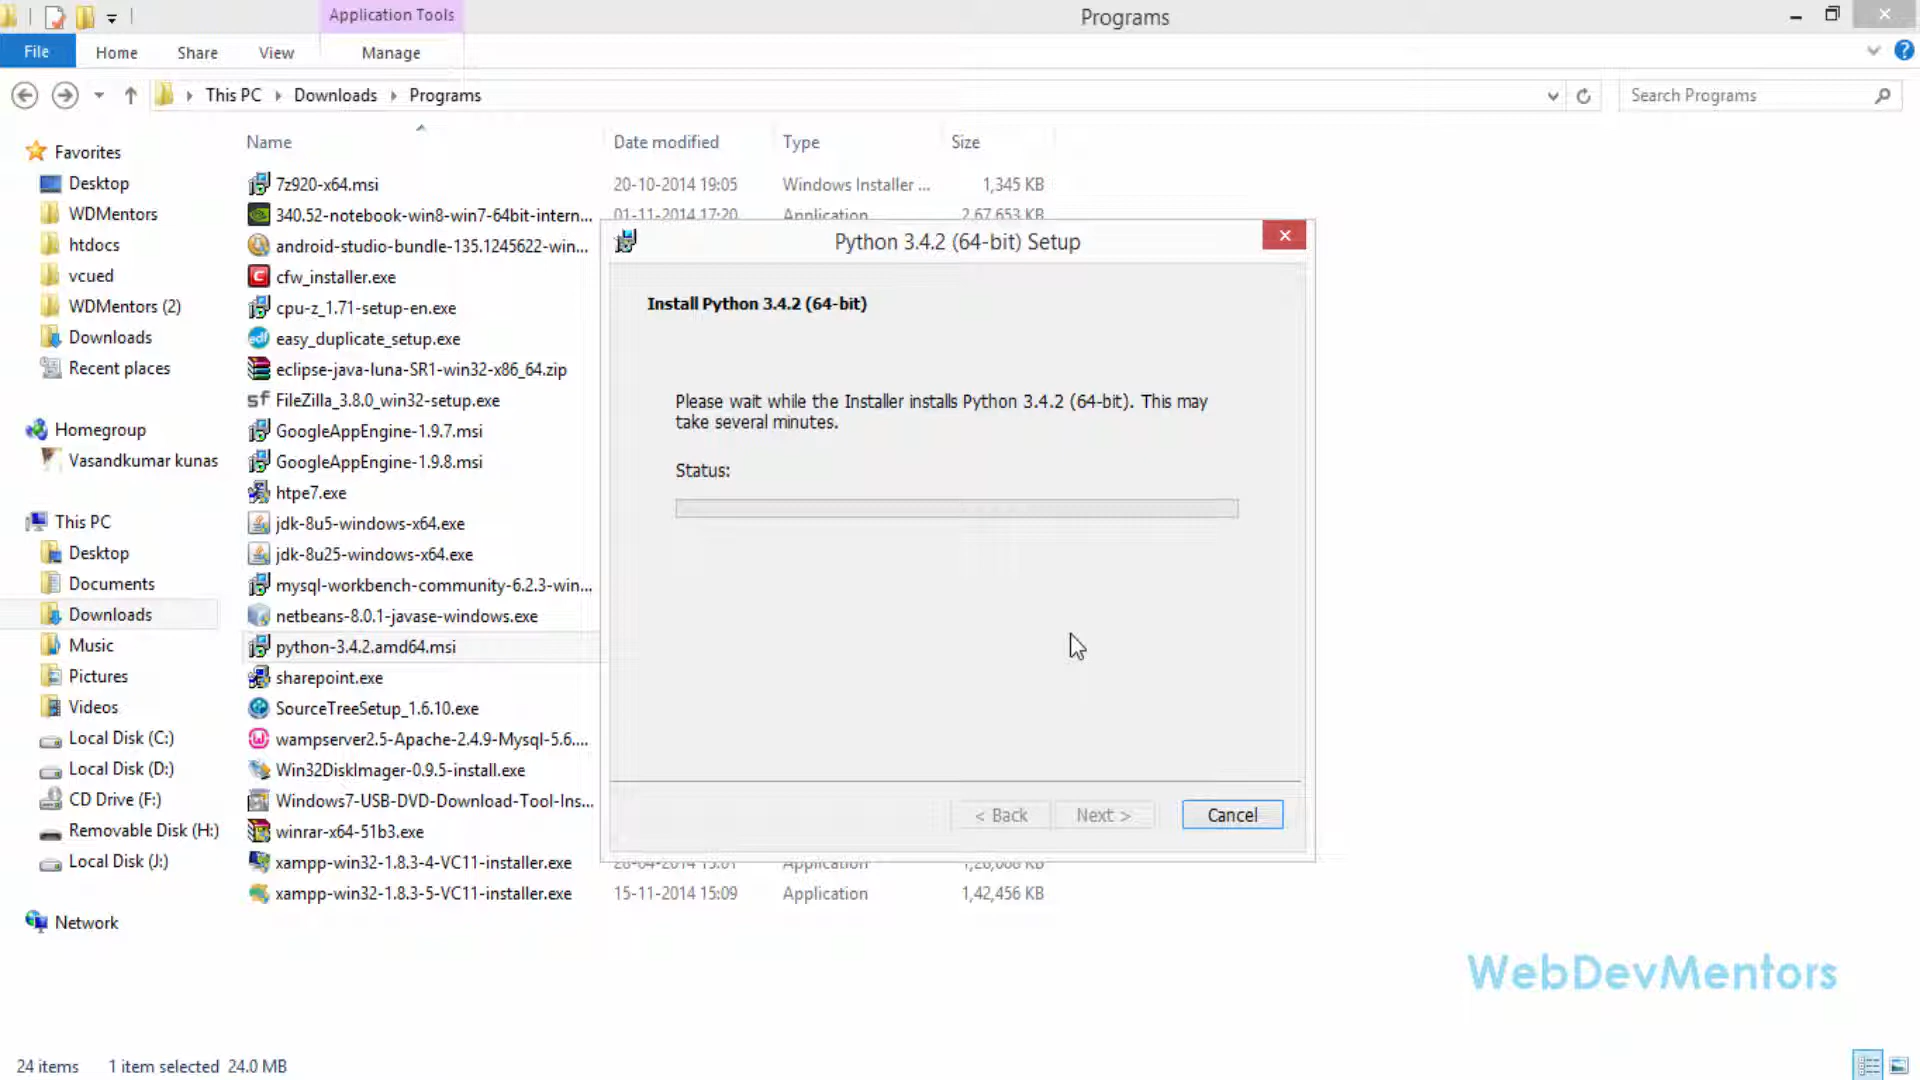 Application Tools
Programs
File
Home
Share
View
Manage
This PC
Downloads
Programs
Search Programs
Name
Date modified
Type
Size
Favorites
Desktop
WDMentors
htdocs
vcued
WDMentors (2)
Downloads
Recent places
Homegroup
Vasandkumar kunas
This PC
Desktop
Documents
Downloads
Music
Pictures
Videos
Local Disk (C:)
Local Disk (D:)
CD Drive (F:)
Removable Disk (H:)
Local Disk (J:)
Network
7z920-x64.msi 20-10-2014 19:05 Windows Installer ... 1,345 KB
340.52-notebook-win8-win7-64bit-intern... 01-11-2014 17:20 Application 2,67,653 KB
android-studio-bundle-135.1245622-win...
cfw_installer.exe
cpu-z_1.71-setup-en.exe
easy_duplicate_setup.exe
eclipse-java-luna-SR1-win32-x86_64.zip
FileZilla_3.8.0_win32-setup.exe
GoogleAppEngine-1.9.7.msi
GoogleAppEngine-1.9.8.msi
htpe7.exe
jdk-8u5-windows-x64.exe
jdk-8u25-windows-x64.exe
mysql-workbench-community-6.2.3-win...
netbeans-8.0.1-javase-windows.exe
python-3.4.2.amd64.msi
sharepoint.exe
SourceTreeSetup_1.6.10.exe
wampserver2.5-Apache-2.4.9-Mysql-5.6....
Win32DiskImager-0.9.5-install.exe
Windows7-USB-DVD-Download-Tool-Ins...
winrar-x64-51b3.exe
xampp-win32-1.8.3-4-VC11-installer.exe Application
xampp-win32-1.8.3-5-VC11-installer.exe 15-11-2014 15:09 Application 1,42,456 KB
Python 3.4.2 (64-bit) Setup
Install Python 3.4.2 (64-bit)
Please wait while the Installer installs Python 3.4.2 (64-bit). This may
take several minutes.
Status:
< Back
Next >
Cancel
WebDevMentors
24 items
1 item selected 24.0 MB